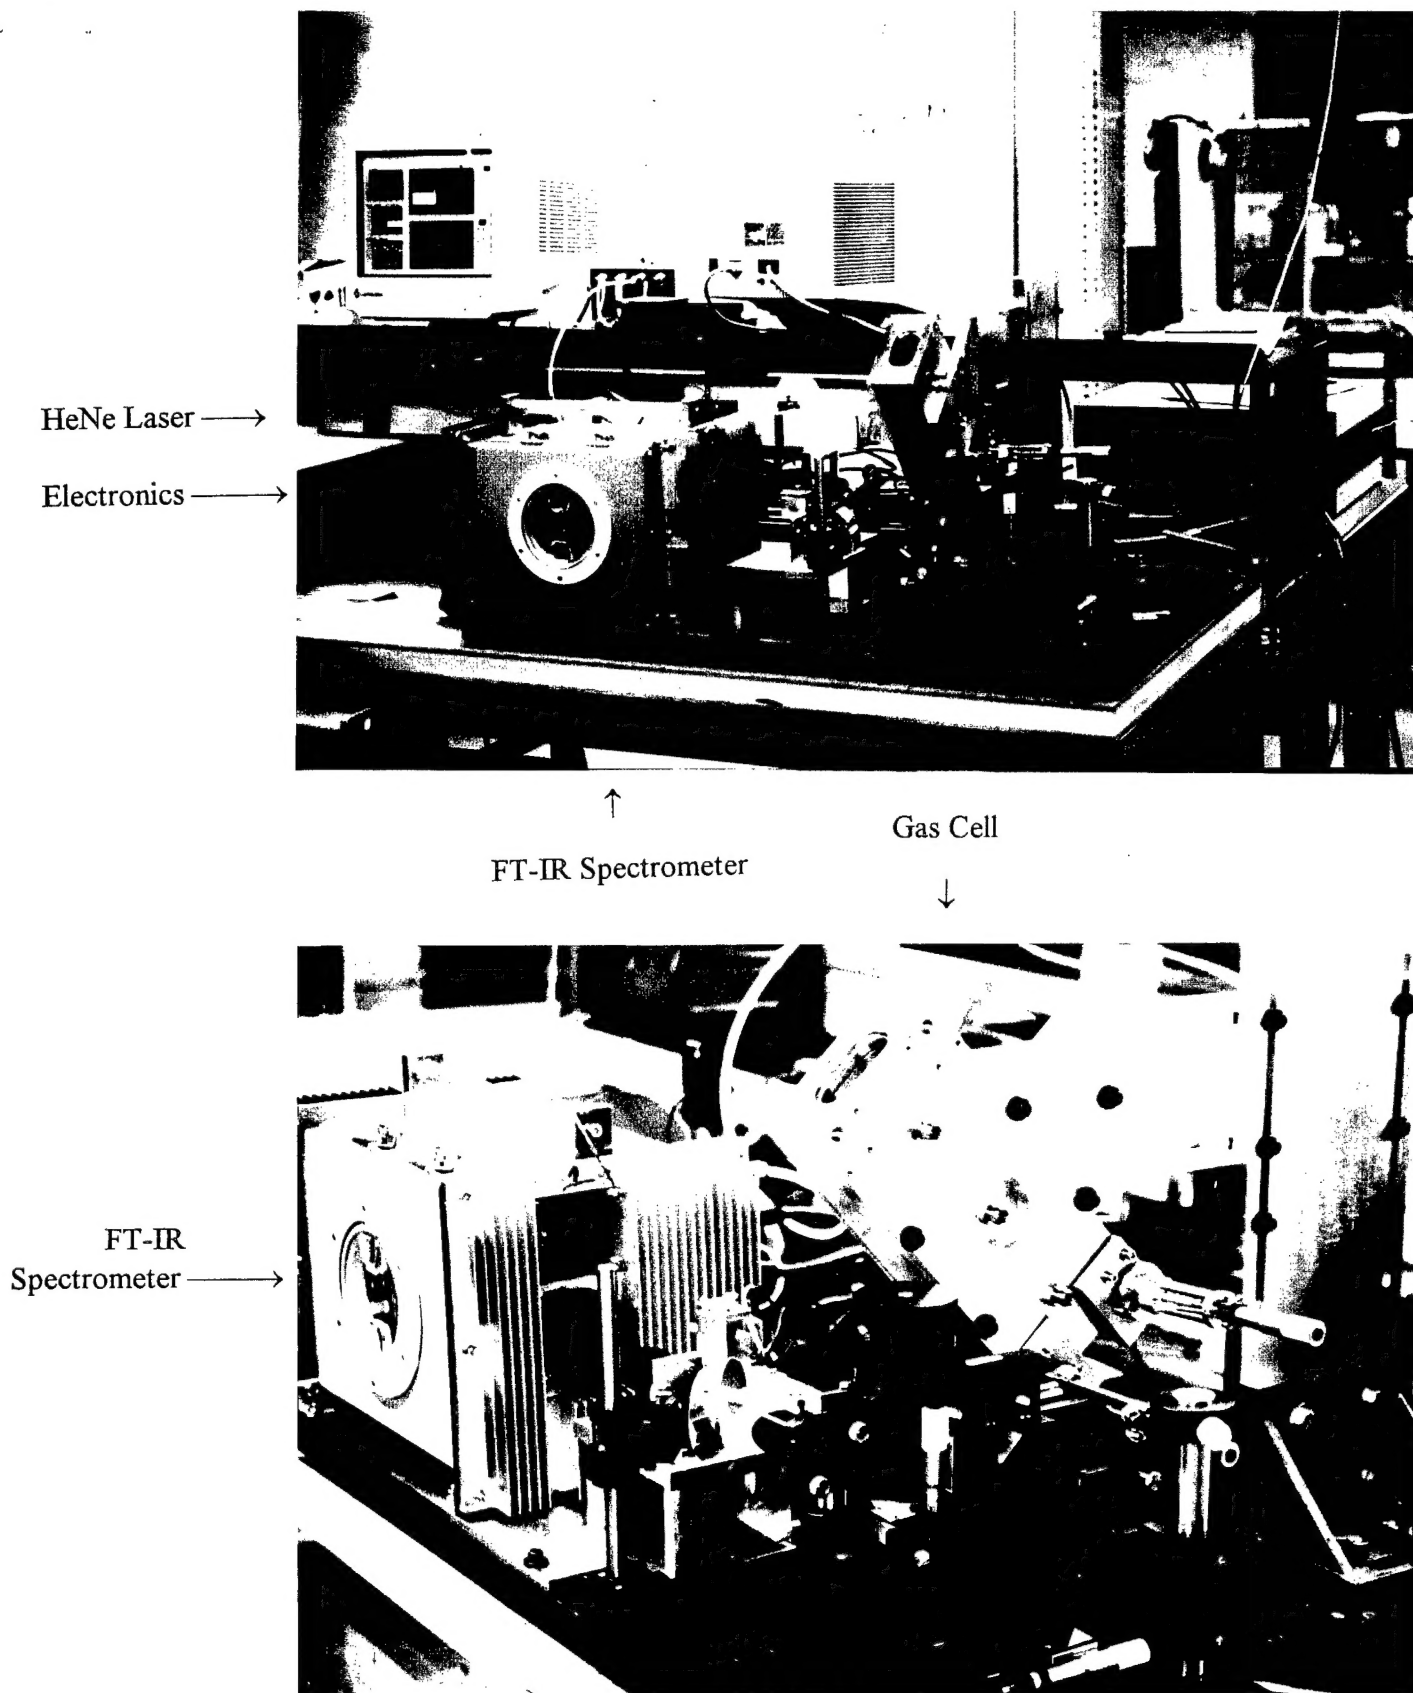 HeNe Laser
Electronics
Gas Cell
FT-IR Spectrometer
FT-IR
Spectrometer